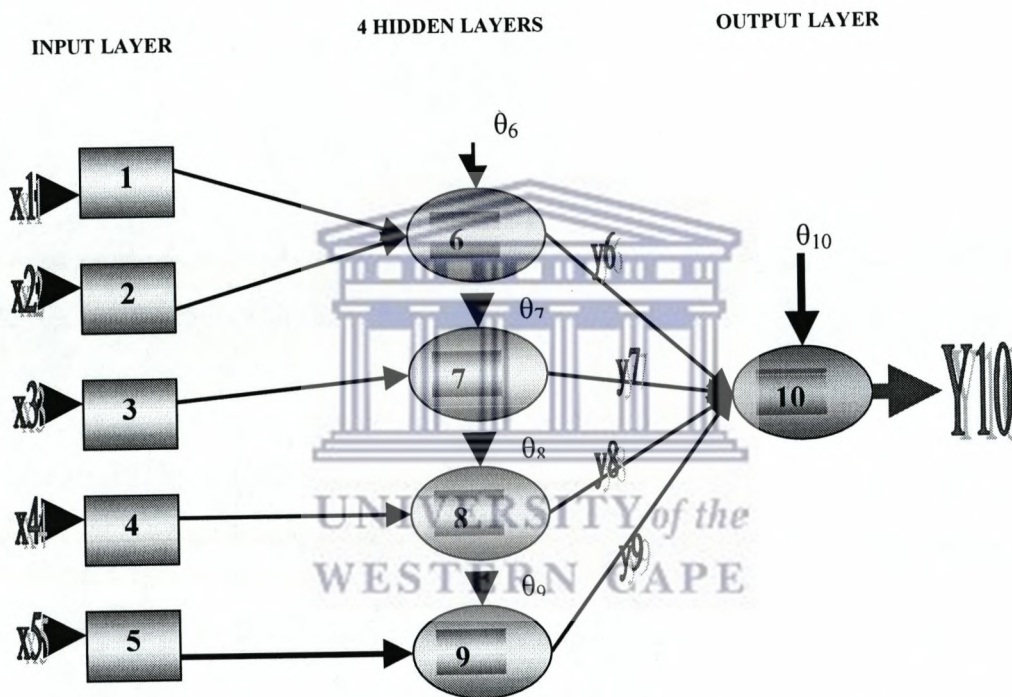 INPUT LAYER
4 HIDDEN LAYERS
OUTPUT LAYER
θ6
x1
1
6
θ10
x2
2
y6
θ7
x3
3
7
y7
10
Y10
θ8
x4
4
8
y8
UNIVERSITY of the
WESTERN CAPE
θ9
y9
x5
5
9